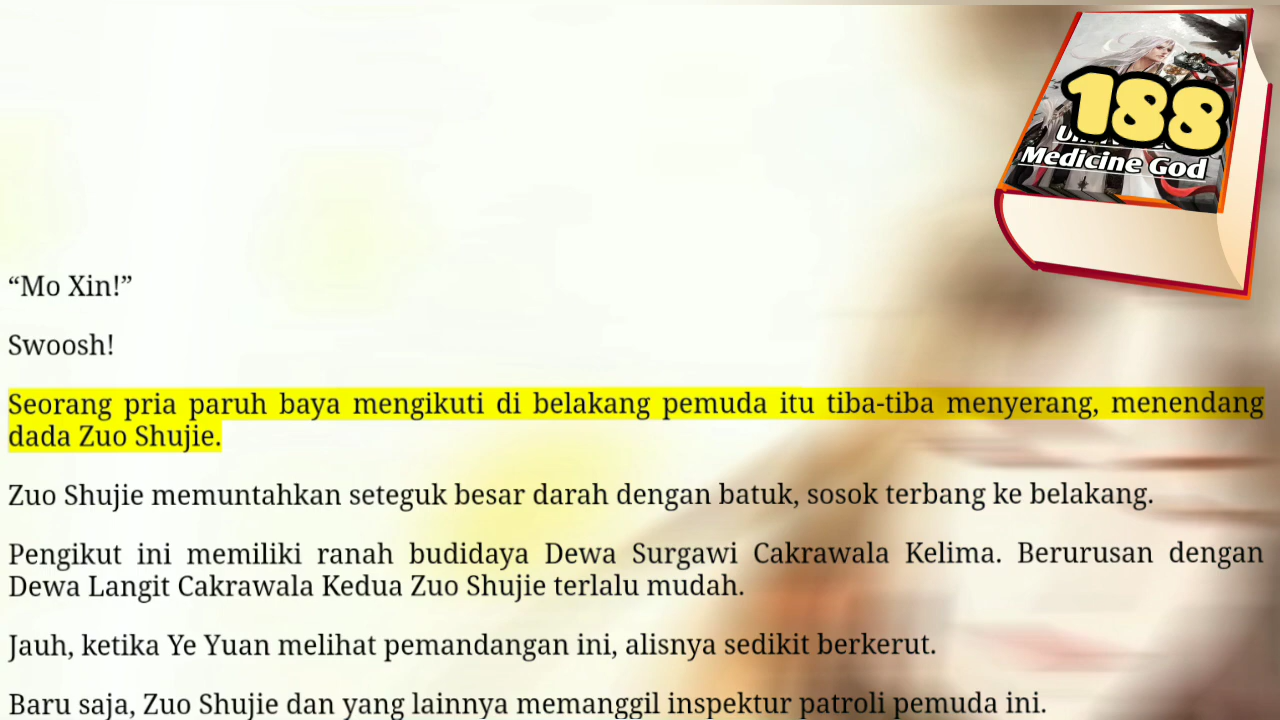 188
Medicine God
“Mo Xin!”
Swoosh!
Seorang pria paruh baya mengikuti di belakang pemuda itu tiba-tiba menyerang, menendang
dada Zuo Shujie.
Zuo Shujie memuntahkan seteguk besar darah dengan batuk, sosok terbang ke belakang.
Pengikut ini memiliki ranah budidaya Dewa Surgawi Cakrawala Kelima. Berurusan dengan
Dewa Langit Cakrawala Kedua Zuo Shujie terlalu mudah.
Jauh, ketika Ye Yuan melihat pemandangan ini, alisnya sedikit berkerut.
Baru saja, Zuo Shujie dan yang lainnya memanggil inspektur patroli pemuda ini.